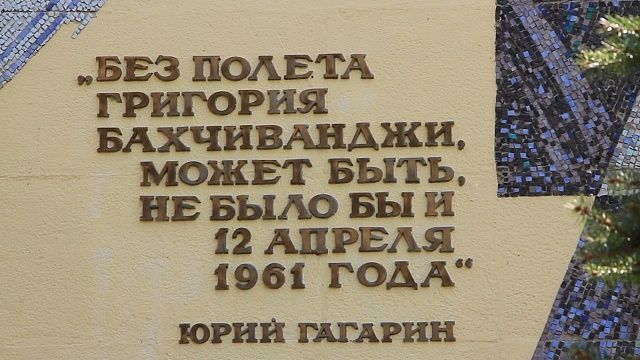 „БЕЗ ПОЛЕТА
ГРИГОРИЯ
БАХЧИВАНДЖИ,
МОЖЕТ БЫТЬ,
НЕ БЫЛО БЫ И
12 АПРЕЛЯ
1961 ГОДА“
ЮРИЙ ГАГАРИН